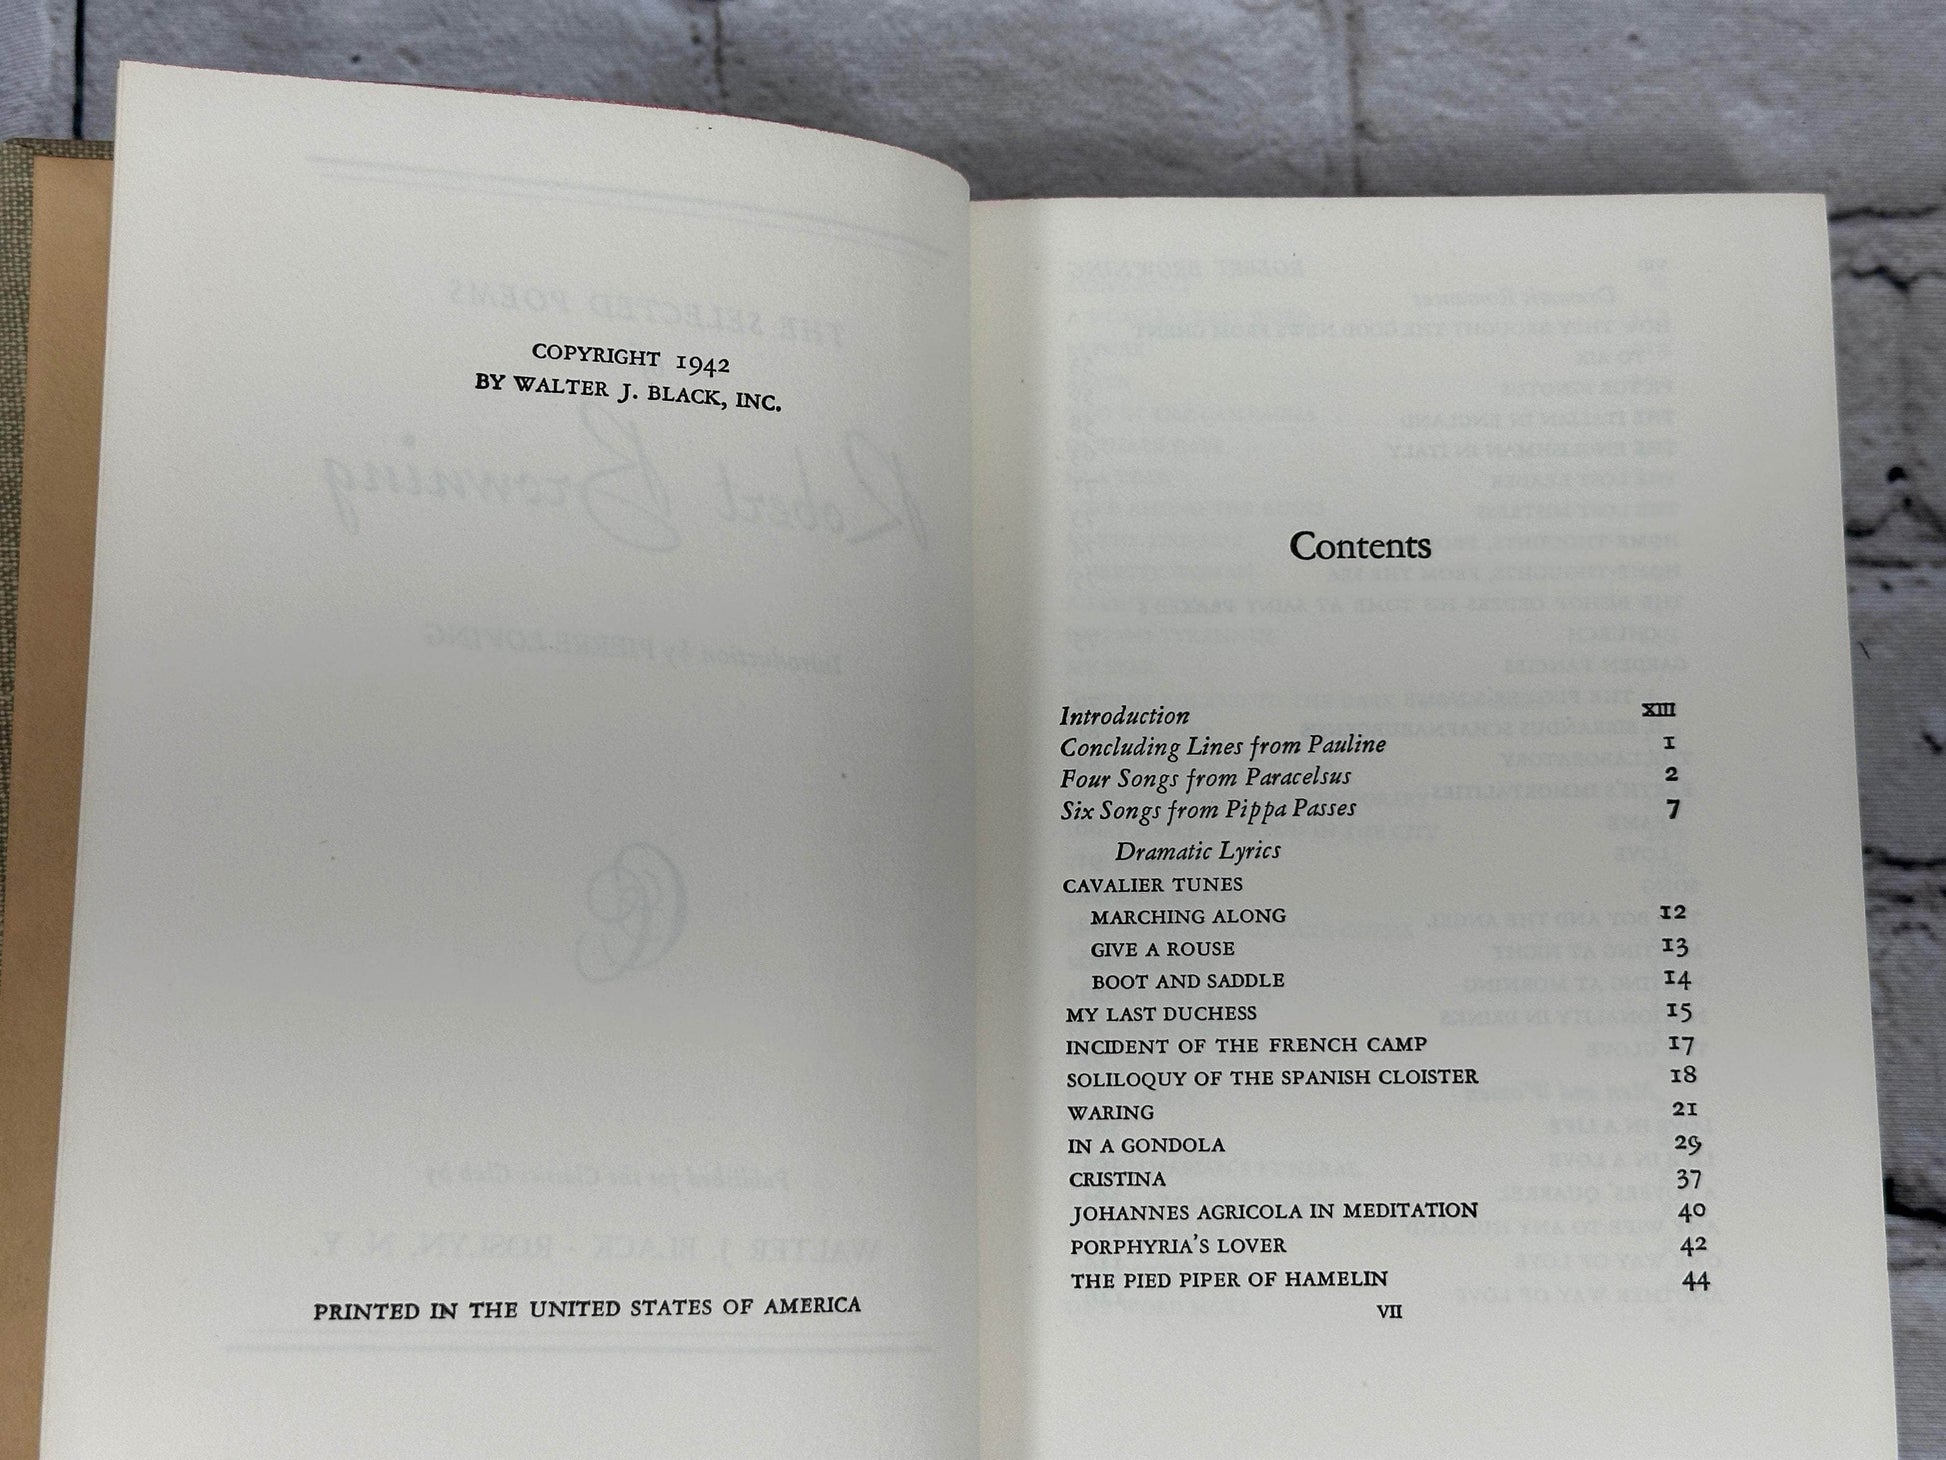 COPYRIGHT 1942
BY WALTER J. BLACK, INC.
PRINTED IN THE UNITED STATES OF AMERICA
Contents
Introduction XIII
Concluding Lines from Pauline 1
Four Songs from Paracelsus 2
Six Songs from Pippa Passes 7
Dramatic Lyrics
CAVALIER TUNES
MARCHING ALONG 12
GIVE A ROUSE 13
BOOT AND SADDLE 14
MY LAST DUCHESS 15
INCIDENT OF THE FRENCH CAMP 17
SOLILOQUY OF THE SPANISH CLOISTER 18
WARING 21
IN A GONDOLA 29
CRISTINA 37
JOHANNES AGRICOLA IN MEDITATION 40
PORPHYRIA'S LOVER 42
THE PIED PIPER OF HAMELIN 44
VII